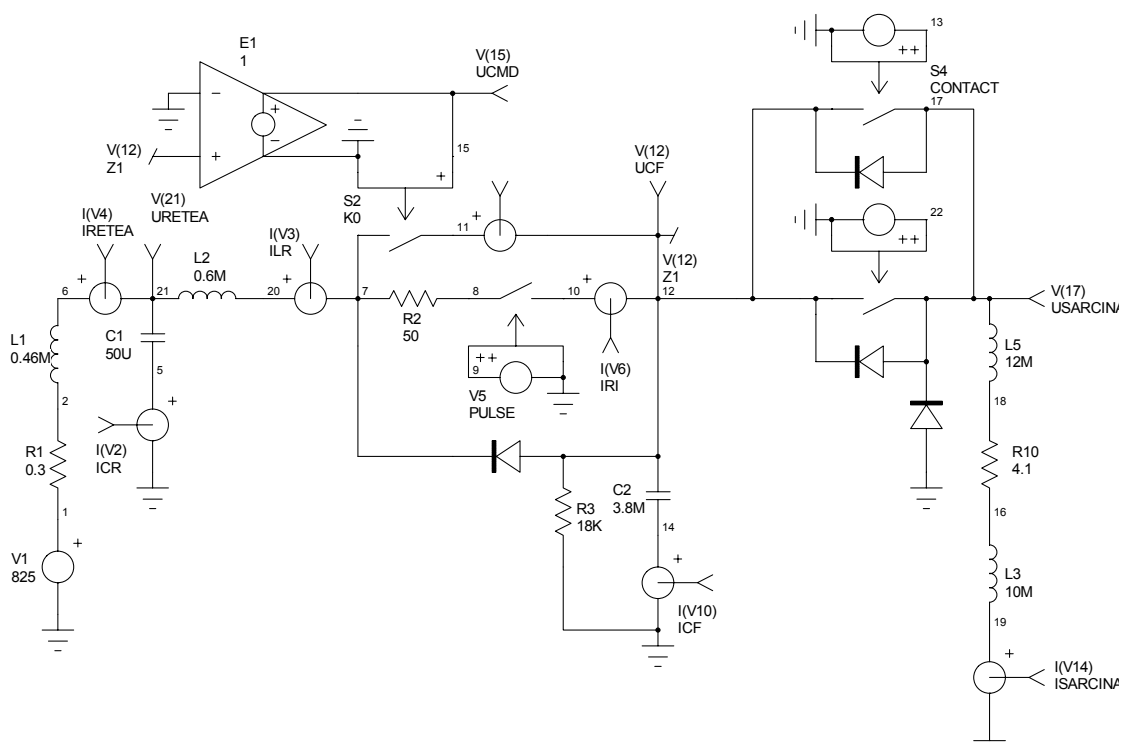 13
+ +
S4
CONTACT
17
E1
1
V(15)
UCMD
−
+
−
+
V(12)
Z1
15
+
V(12)
UCF
22
+ +
V(21)
URETEA
S2
K0
I(V4)
IRETEA
I(V3)
ILR
L2
0.6M
11
+
V(12)
Z1
+
6
21
20
+
7
8
10
+
12
R2
50
V(17)
USARCINA
L1
0.46M
C1
50U
5
+ +
9
V5
PULSE
I(V6)
IRI
L5
12M
2
+
I(V2)
ICR
18
R1
0.3
R10
4.1
C2
3.8M
R3
18K
1
14
16
V1
825
+
+
L3
10M
I(V10)
ICF
19
+
I(V14)
ISARCINA